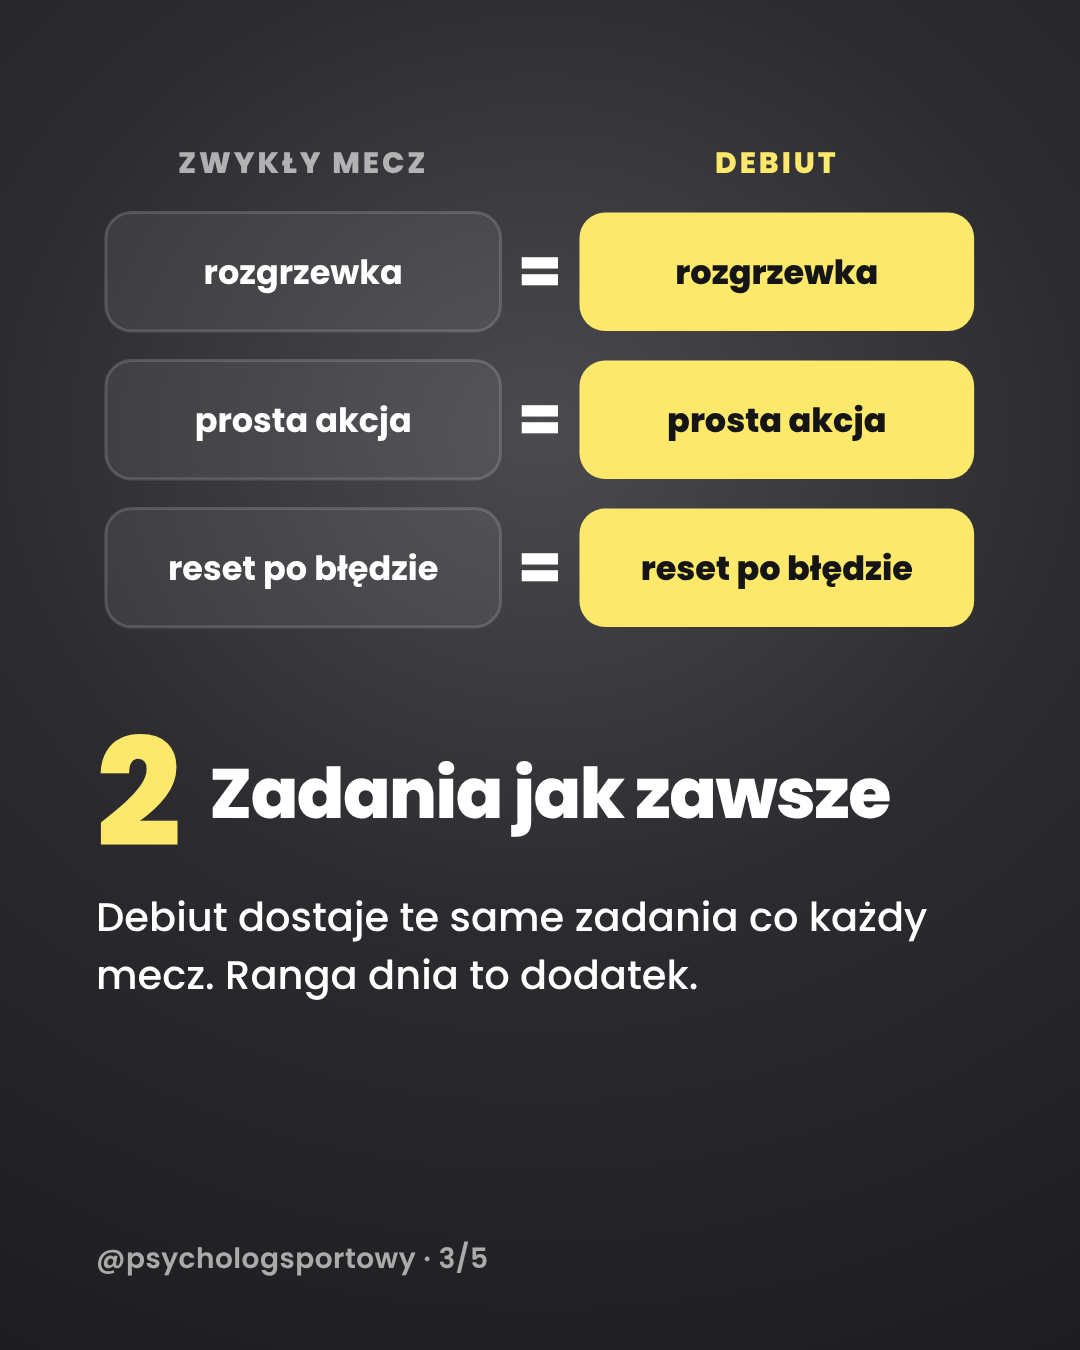 ZWYKŁY MECZ DEBIUT
rozgrzewka = rozgrzewka
prosta akcja = prosta akcja
reset po błędzie = reset po błędzie
2 Zadania jak zawsze
Debiut dostaje te same zadania co każdy
mecz. Ranga dnia to dodatek.
@psychologsportowy · 3/5